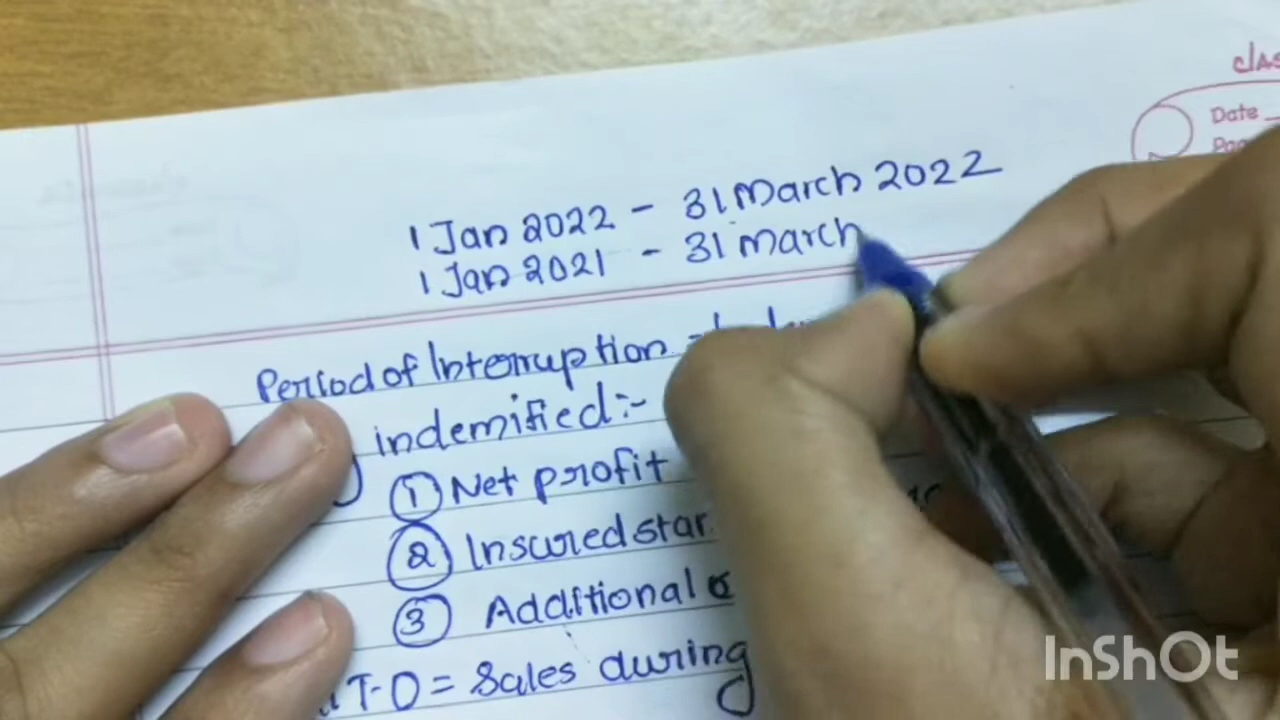 Date
1 Jan 2022 - 31 March 2022
1 Jan 2021 - 31 march
Period of Interruption
indemified:-
① Net profit
② Insured
③ Additional
T-O = Sales during
InShOt